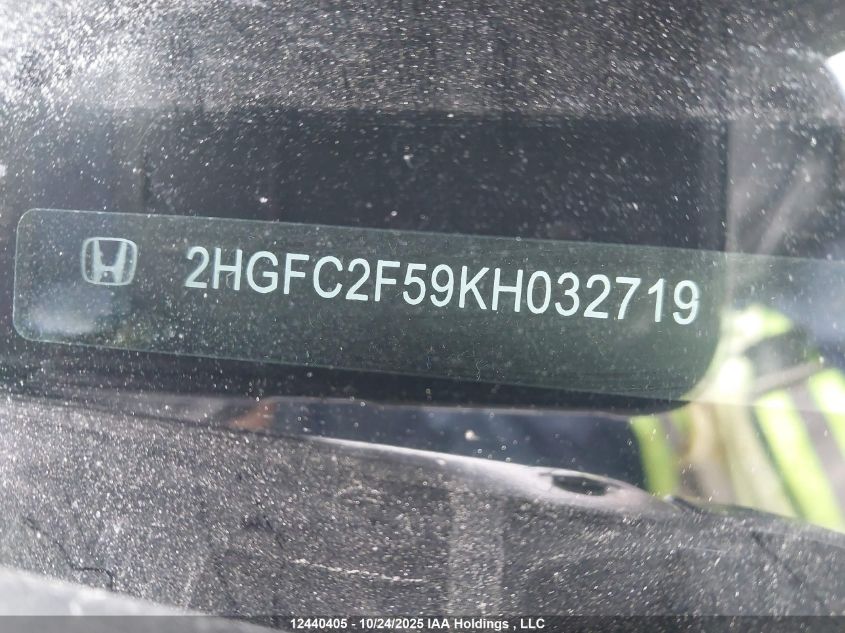 2HGFC2F59KH032719
12440405 - 10/24/2025 IAA Holdings , LLC